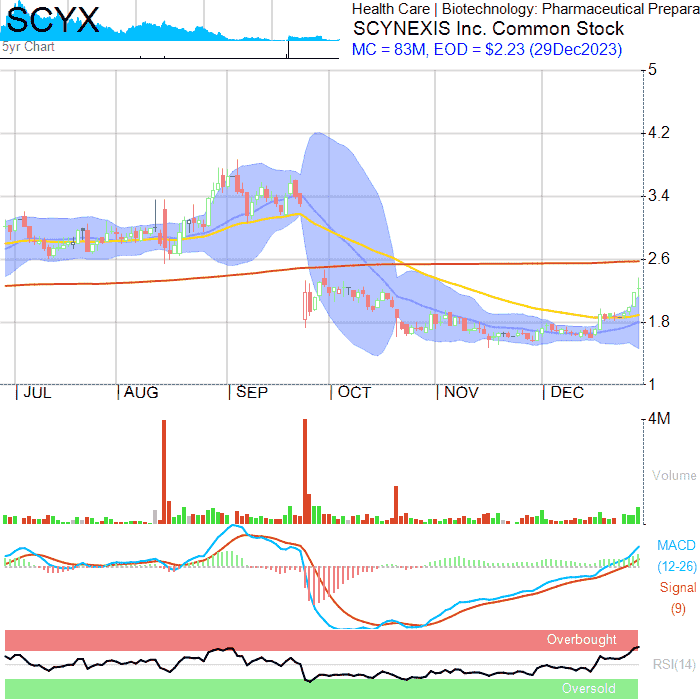 SCYX
5yr Chart
Health Care | Biotechnology: Pharmaceutical Prepara
SCYNEXIS Inc. Common Stock
MC = 83M, EOD = $2.23 (29Dec2023)
5
4.2
3.4
2.6
1.8
1
JUL AUG SEP OCT NOV DEC
4M
Volume
MACD
(12-26)
Signal
(9)
Overbought
RSI(14)
Oversold